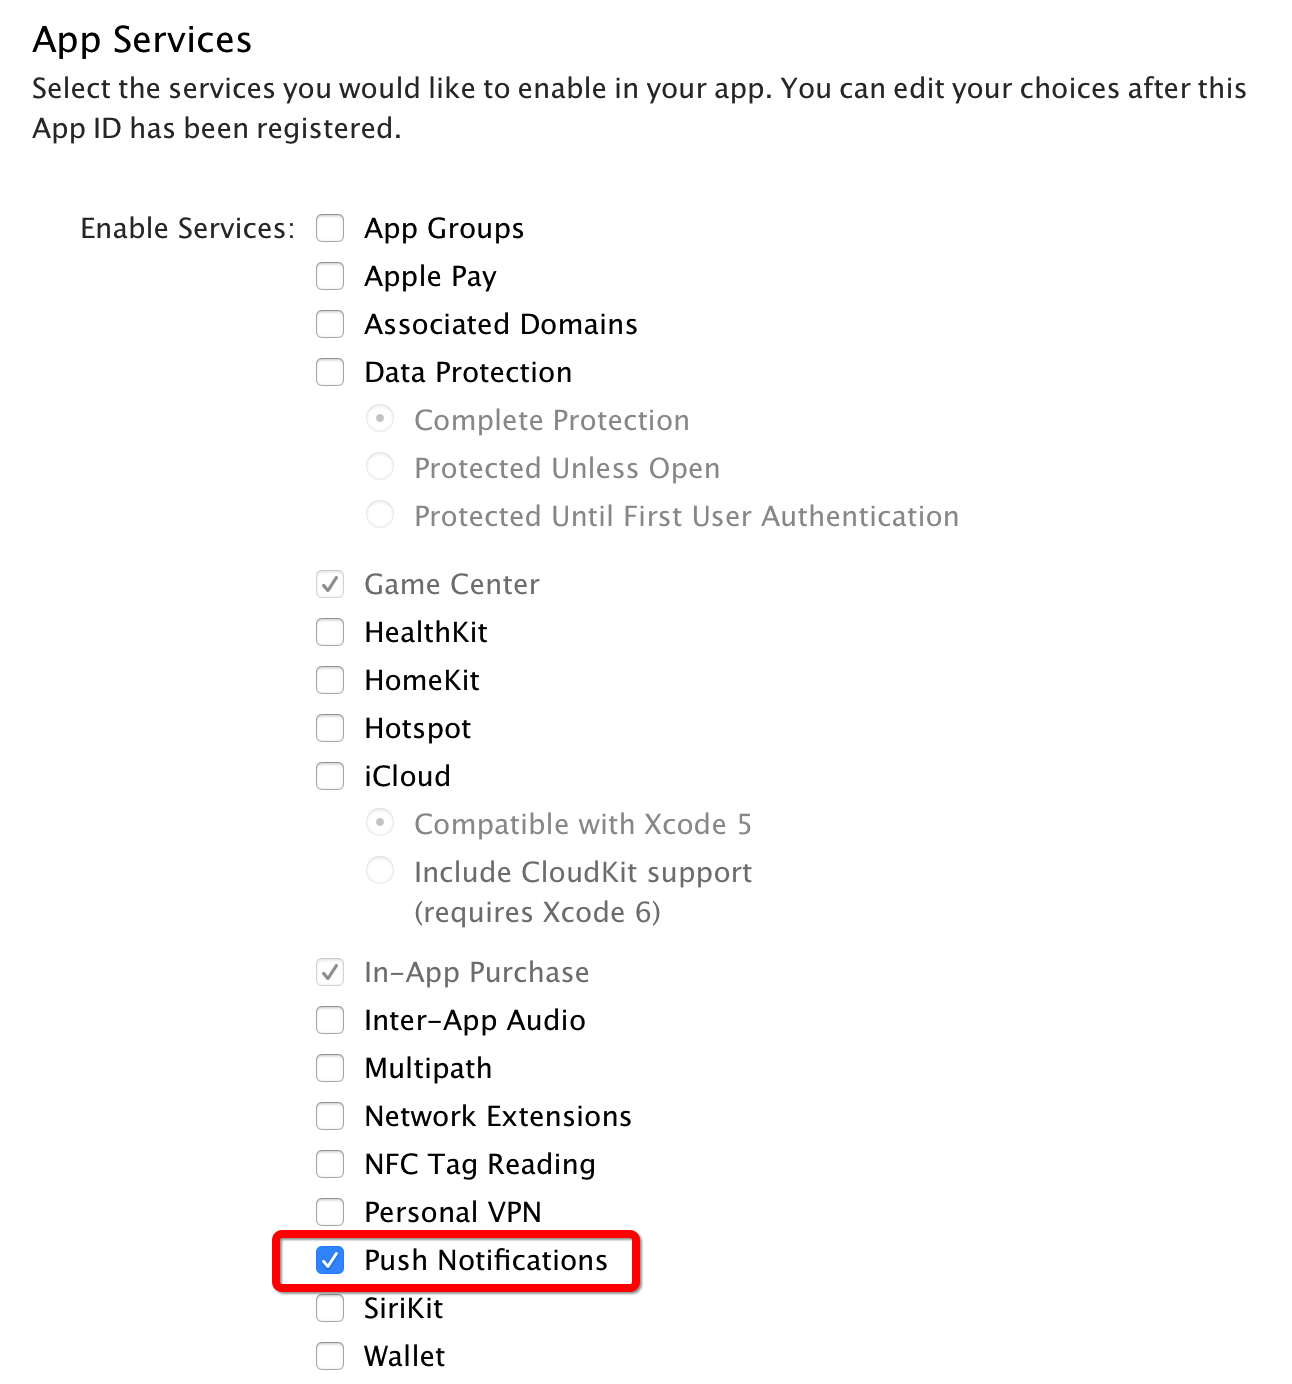 App Services
Select the services you would like to enable in your app. You can edit your choices after this
App ID has been registered.
Enable Services: App Groups
Apple Pay
Associated Domains
Data Protection
Complete Protection
Protected Unless Open
Protected Until First User Authentication
Game Center
HealthKit
HomeKit
Hotspot
iCloud
Compatible with Xcode 5
Include CloudKit support
(requires Xcode 6)
In-App Purchase
Inter-App Audio
Multipath
Network Extensions
NFC Tag Reading
Personal VPN
Push Notifications
SiriKit
Wallet